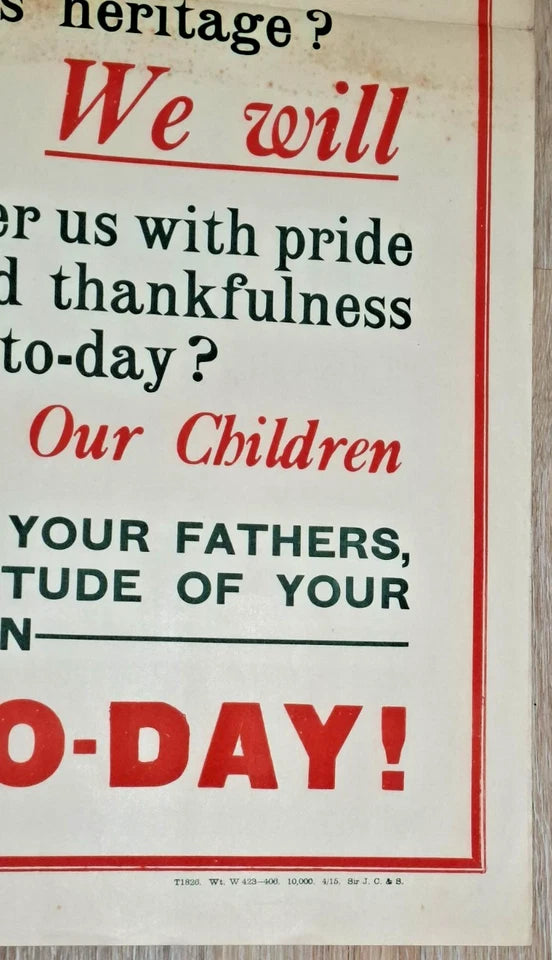 s heritage?
We will
er us with pride
d thankfulness
to-day?
Our Children
YOUR FATHERS,
TUDE OF YOUR
N
O-DAY!
T1826. Wt. W 423—406. 10,000. 4/15. Sir J. C. & S.